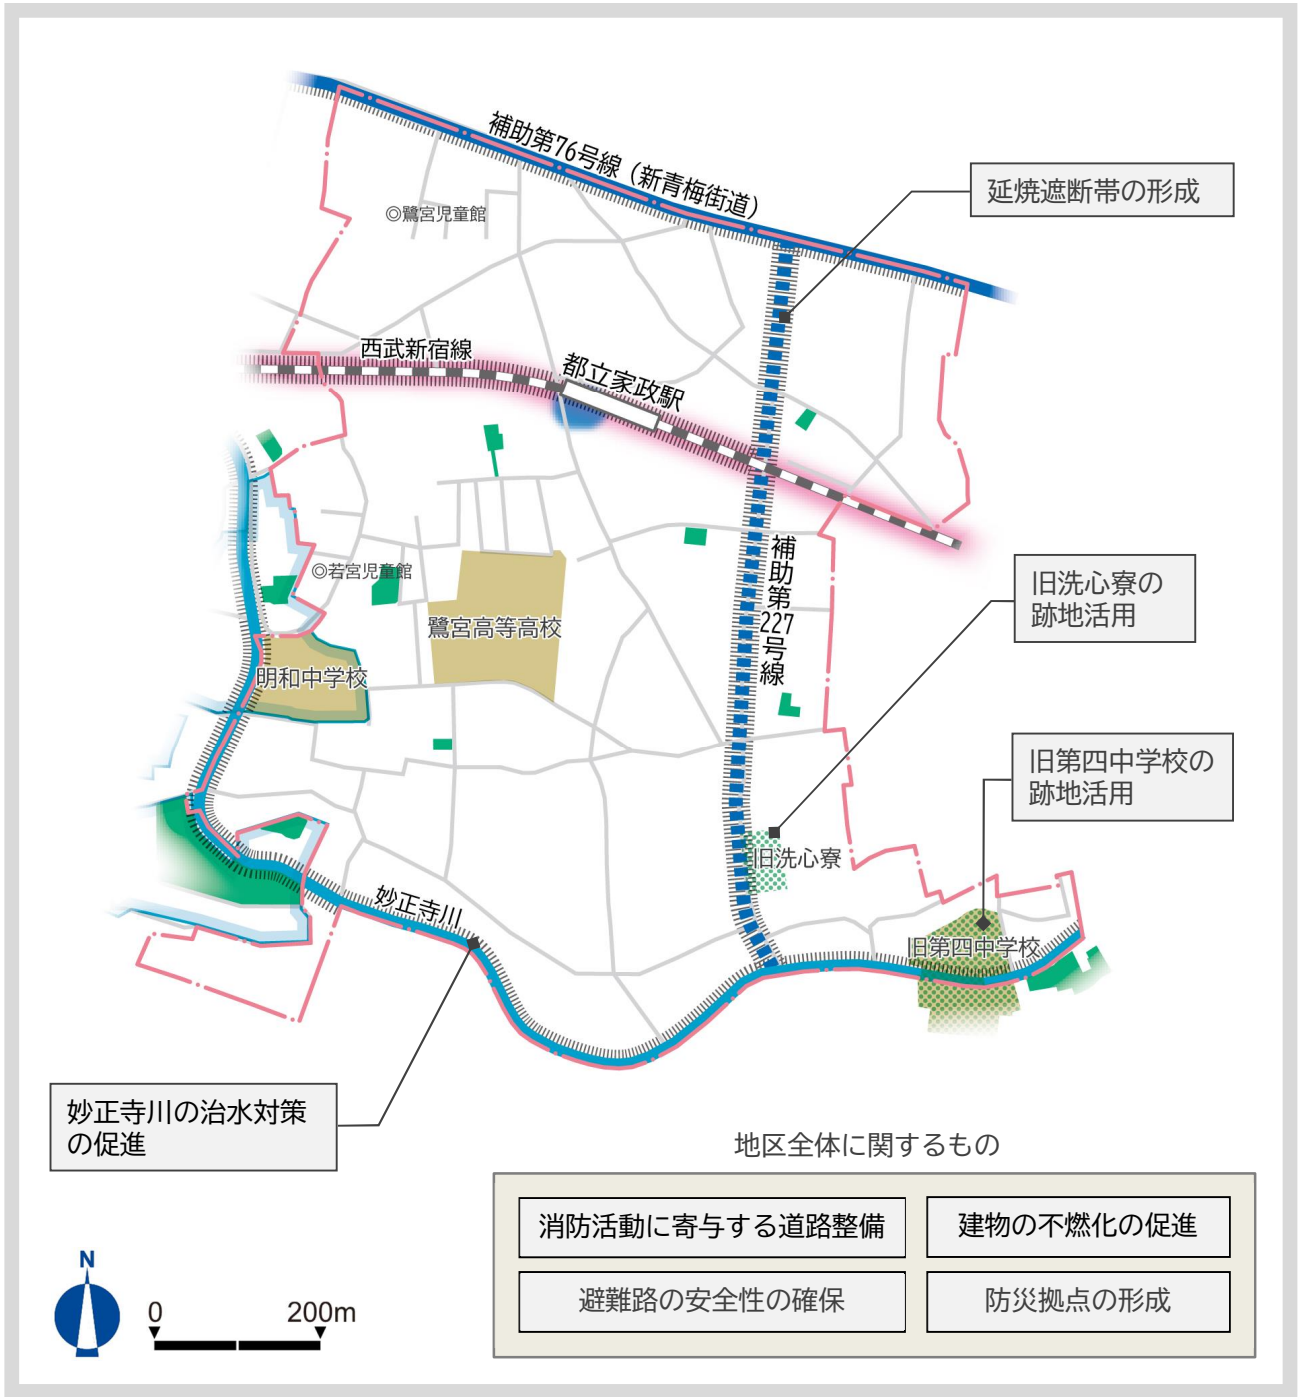 補助第76号線（新青梅街道）
延焼遮断帯の形成
◎鷺宮児童館
西武新宿線
都立家政駅
補助第227号線
◎若宮児童館
旧洗心寮の
跡地活用
鷺宮高等高校
明和中学校
旧第四中学校の
跡地活用
旧洗心寮
妙正寺川
旧第四中学校
妙正寺川の治水対策
の促進
地区全体に関するもの
消防活動に寄与する道路整備
建物の不燃化の促進
避難路の安全性の確保
防災拠点の形成
N
0
200m